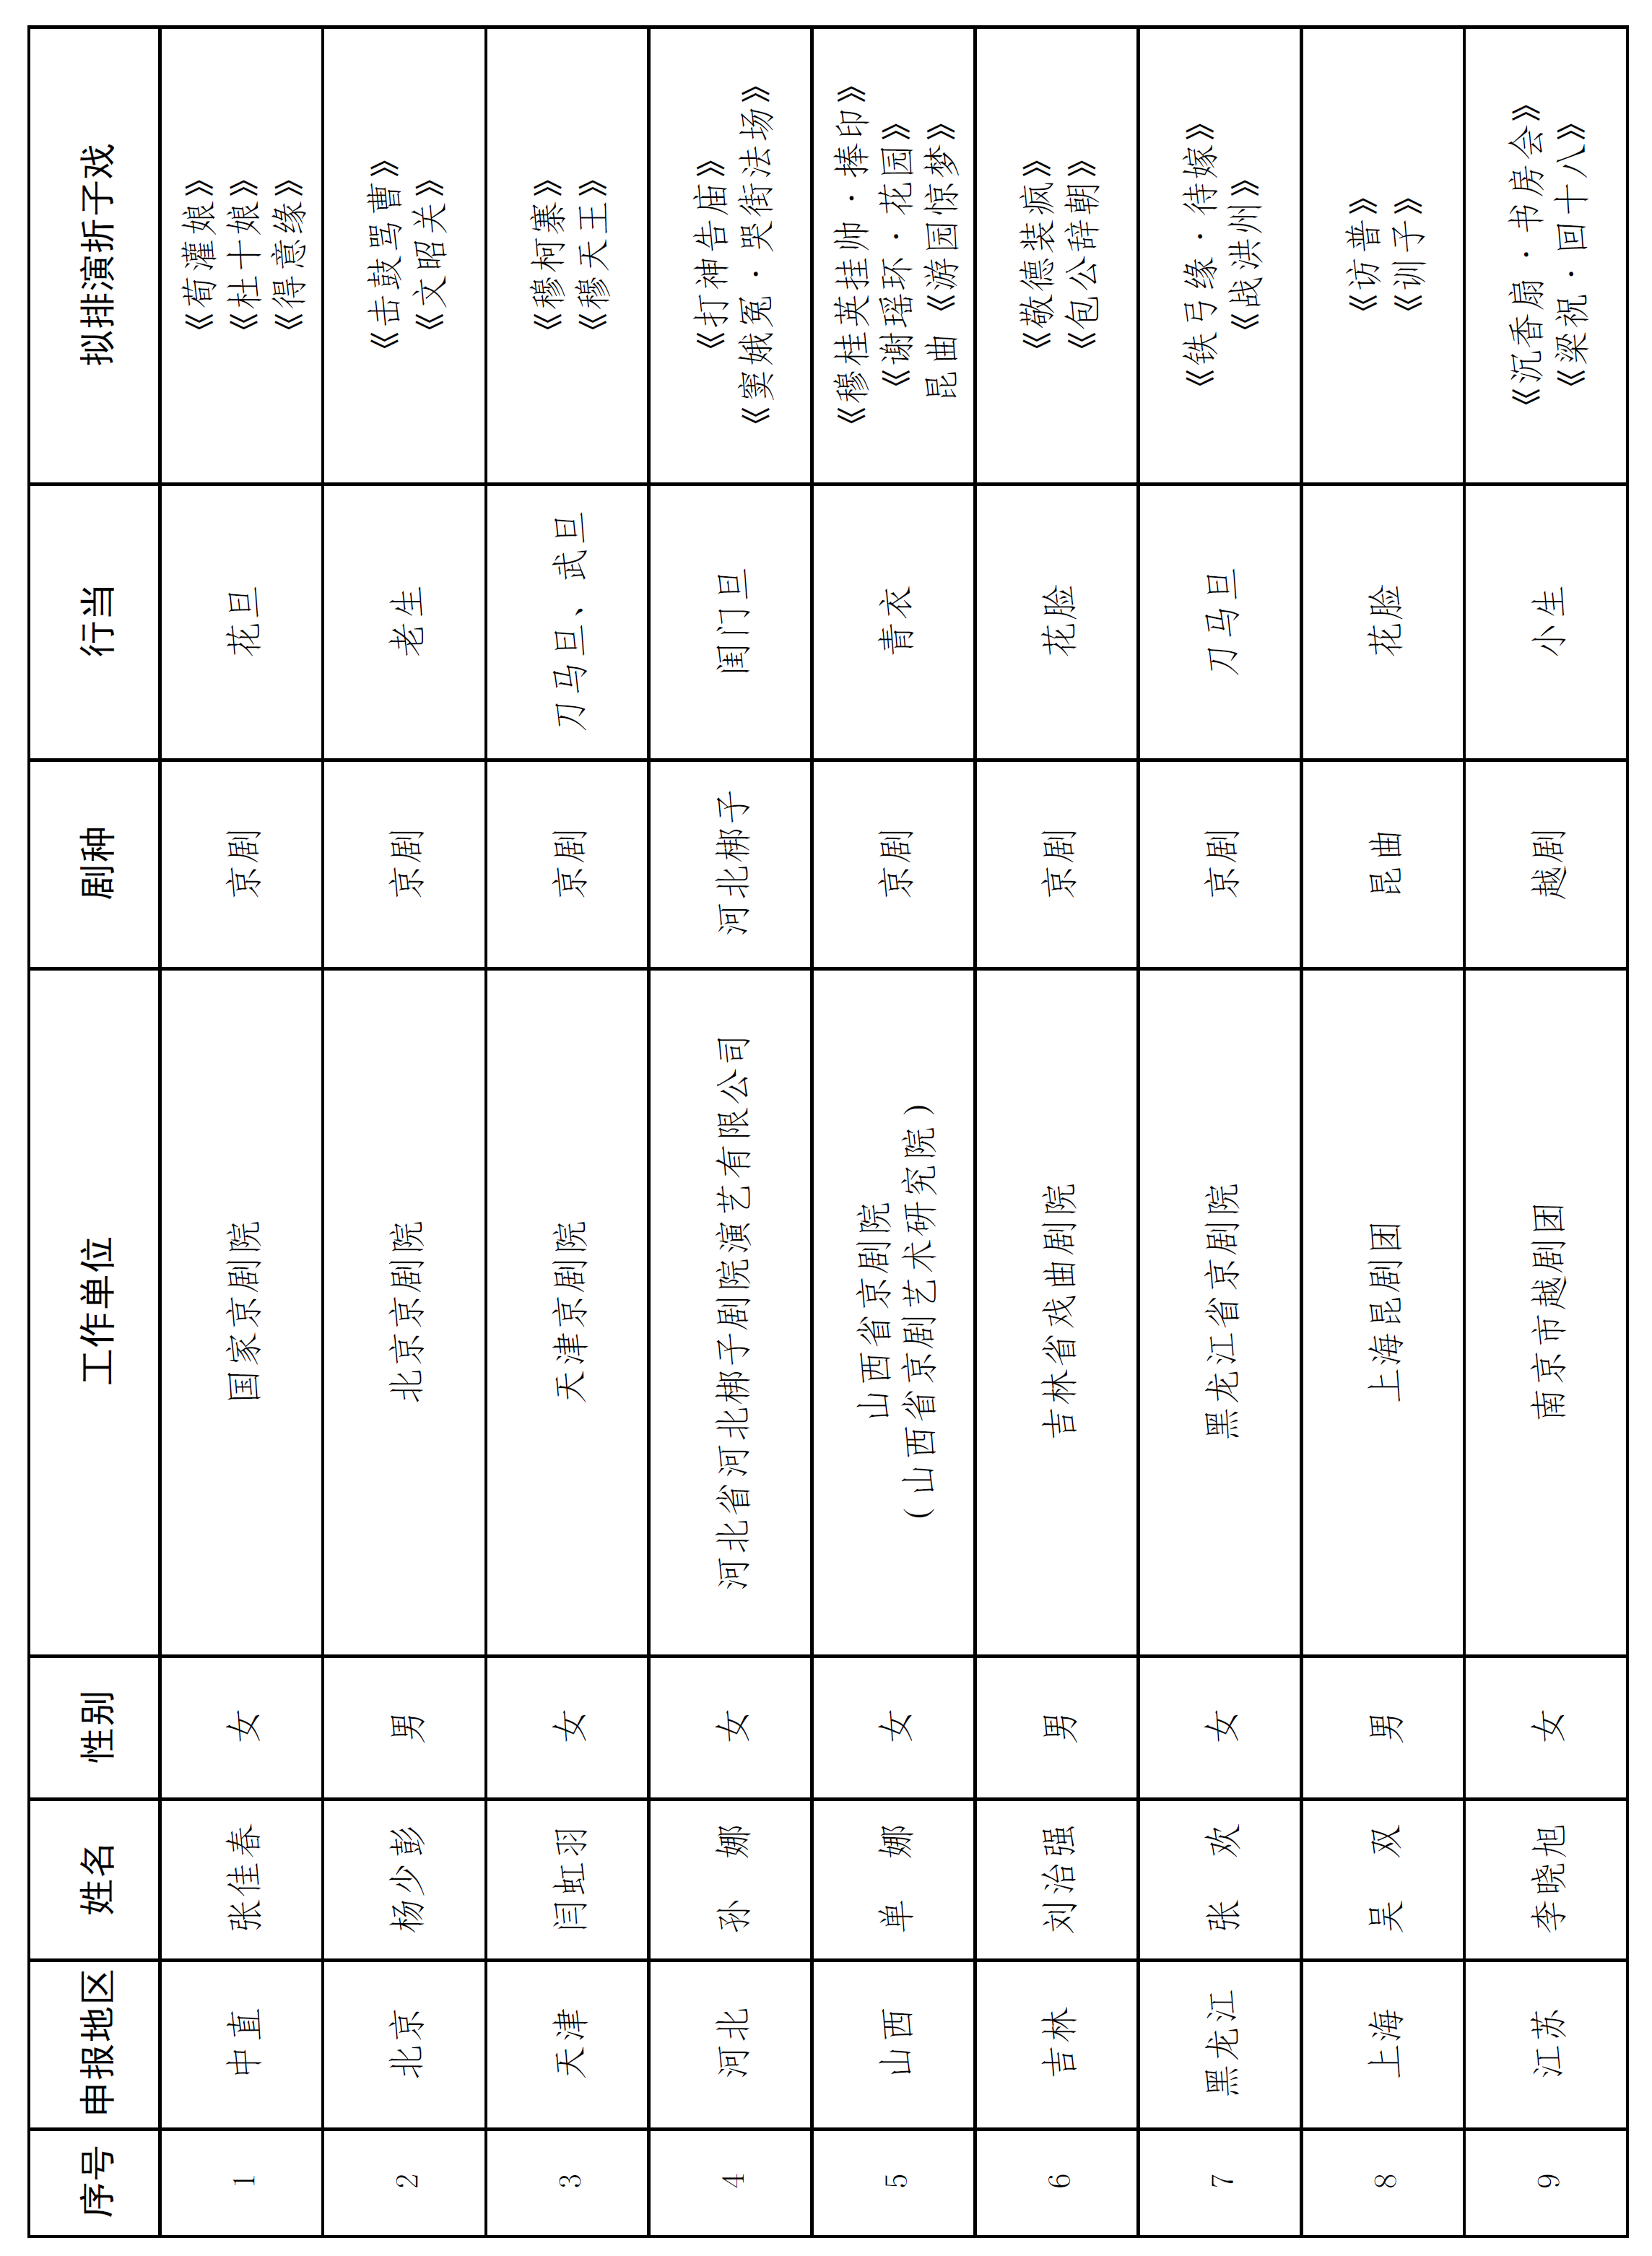 序号 申报地区 姓名 性别 工作单位 剧种 行当 拟排演折子戏
1 中直 张佳春 女 国家京剧院 京剧 花旦 《荀灌娘》
《杜十娘》
《得意缘》
2 北京 杨少彭 男 北京京剧院 京剧 老生 《击鼓骂曹》
《文昭关》
3 天津 闫虹羽 女 天津京剧院 京剧 刀马旦、武旦 《穆柯寨》
《穆天王》
4 河北 孙 娜 女 河北省河北梆子剧院演艺有限公司 河北梆子 闺门旦 《打神告庙》
《窦娥冤·哭街法场》
5 山西 单 娜 女 山西省京剧院
(山西省京剧艺术研究院) 京剧 青衣 《穆桂英挂帅·捧印》
《谢瑶环·花园》
昆曲《游园惊梦》
6 吉林 刘治强 男 吉林省戏曲剧院 京剧 花脸 《敬德装疯》
《包公辞朝》
7 黑龙江 张 欢 女 黑龙江省京剧院 京剧 刀马旦 《铁弓缘·待嫁》
《战洪州》
8 上海 吴 双 男 上海昆剧团 昆曲 花脸 《访普》
《训子》
9 江苏 李晓旭 女 南京市越剧团 越剧 小生 《沉香扇·书房会》
《梁祝·回十八》